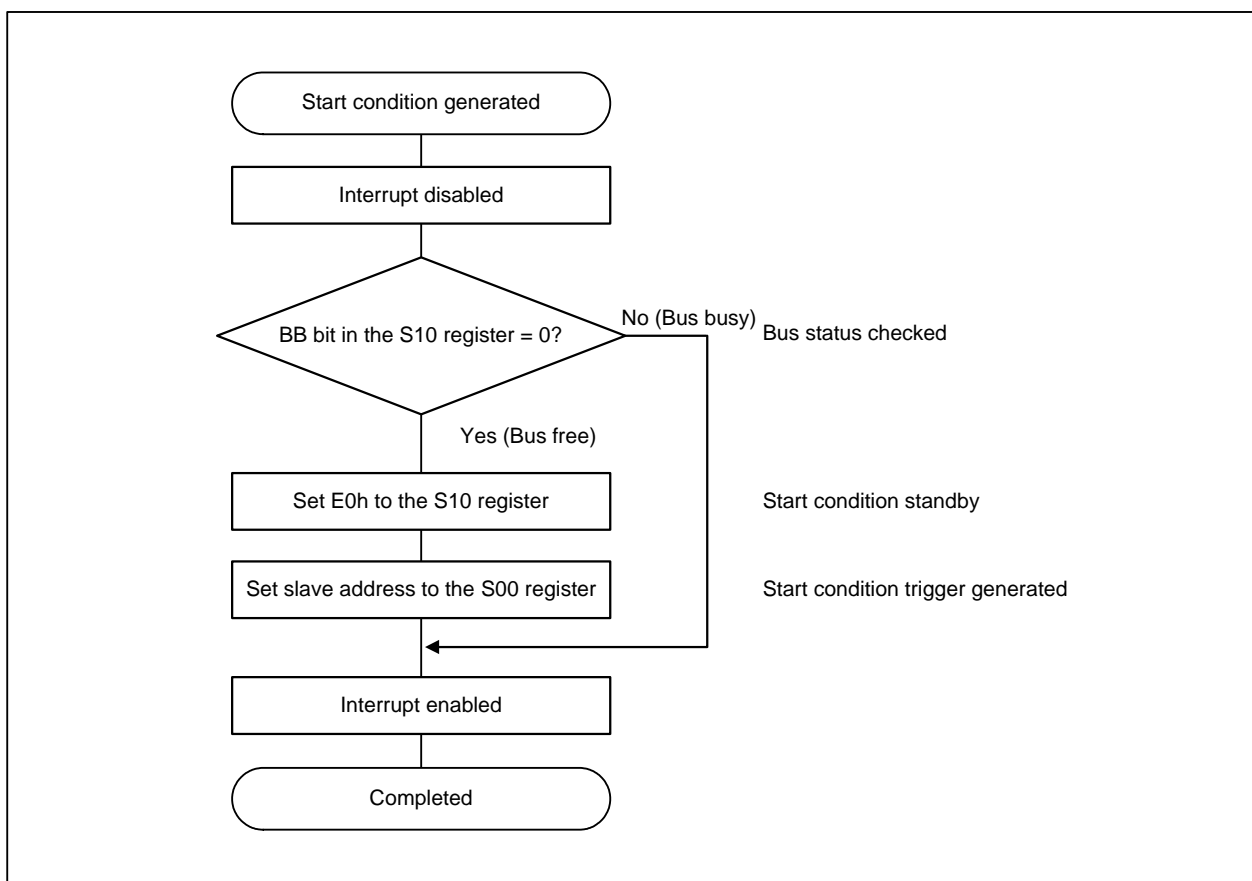 Start condition generated
Interrupt disabled
BB bit in the S10 register = 0?
No (Bus busy)
Bus status checked
Yes (Bus free)
Set E0h to the S10 register
Start condition standby
Set slave address to the S00 register
Start condition trigger generated
Interrupt enabled
Completed